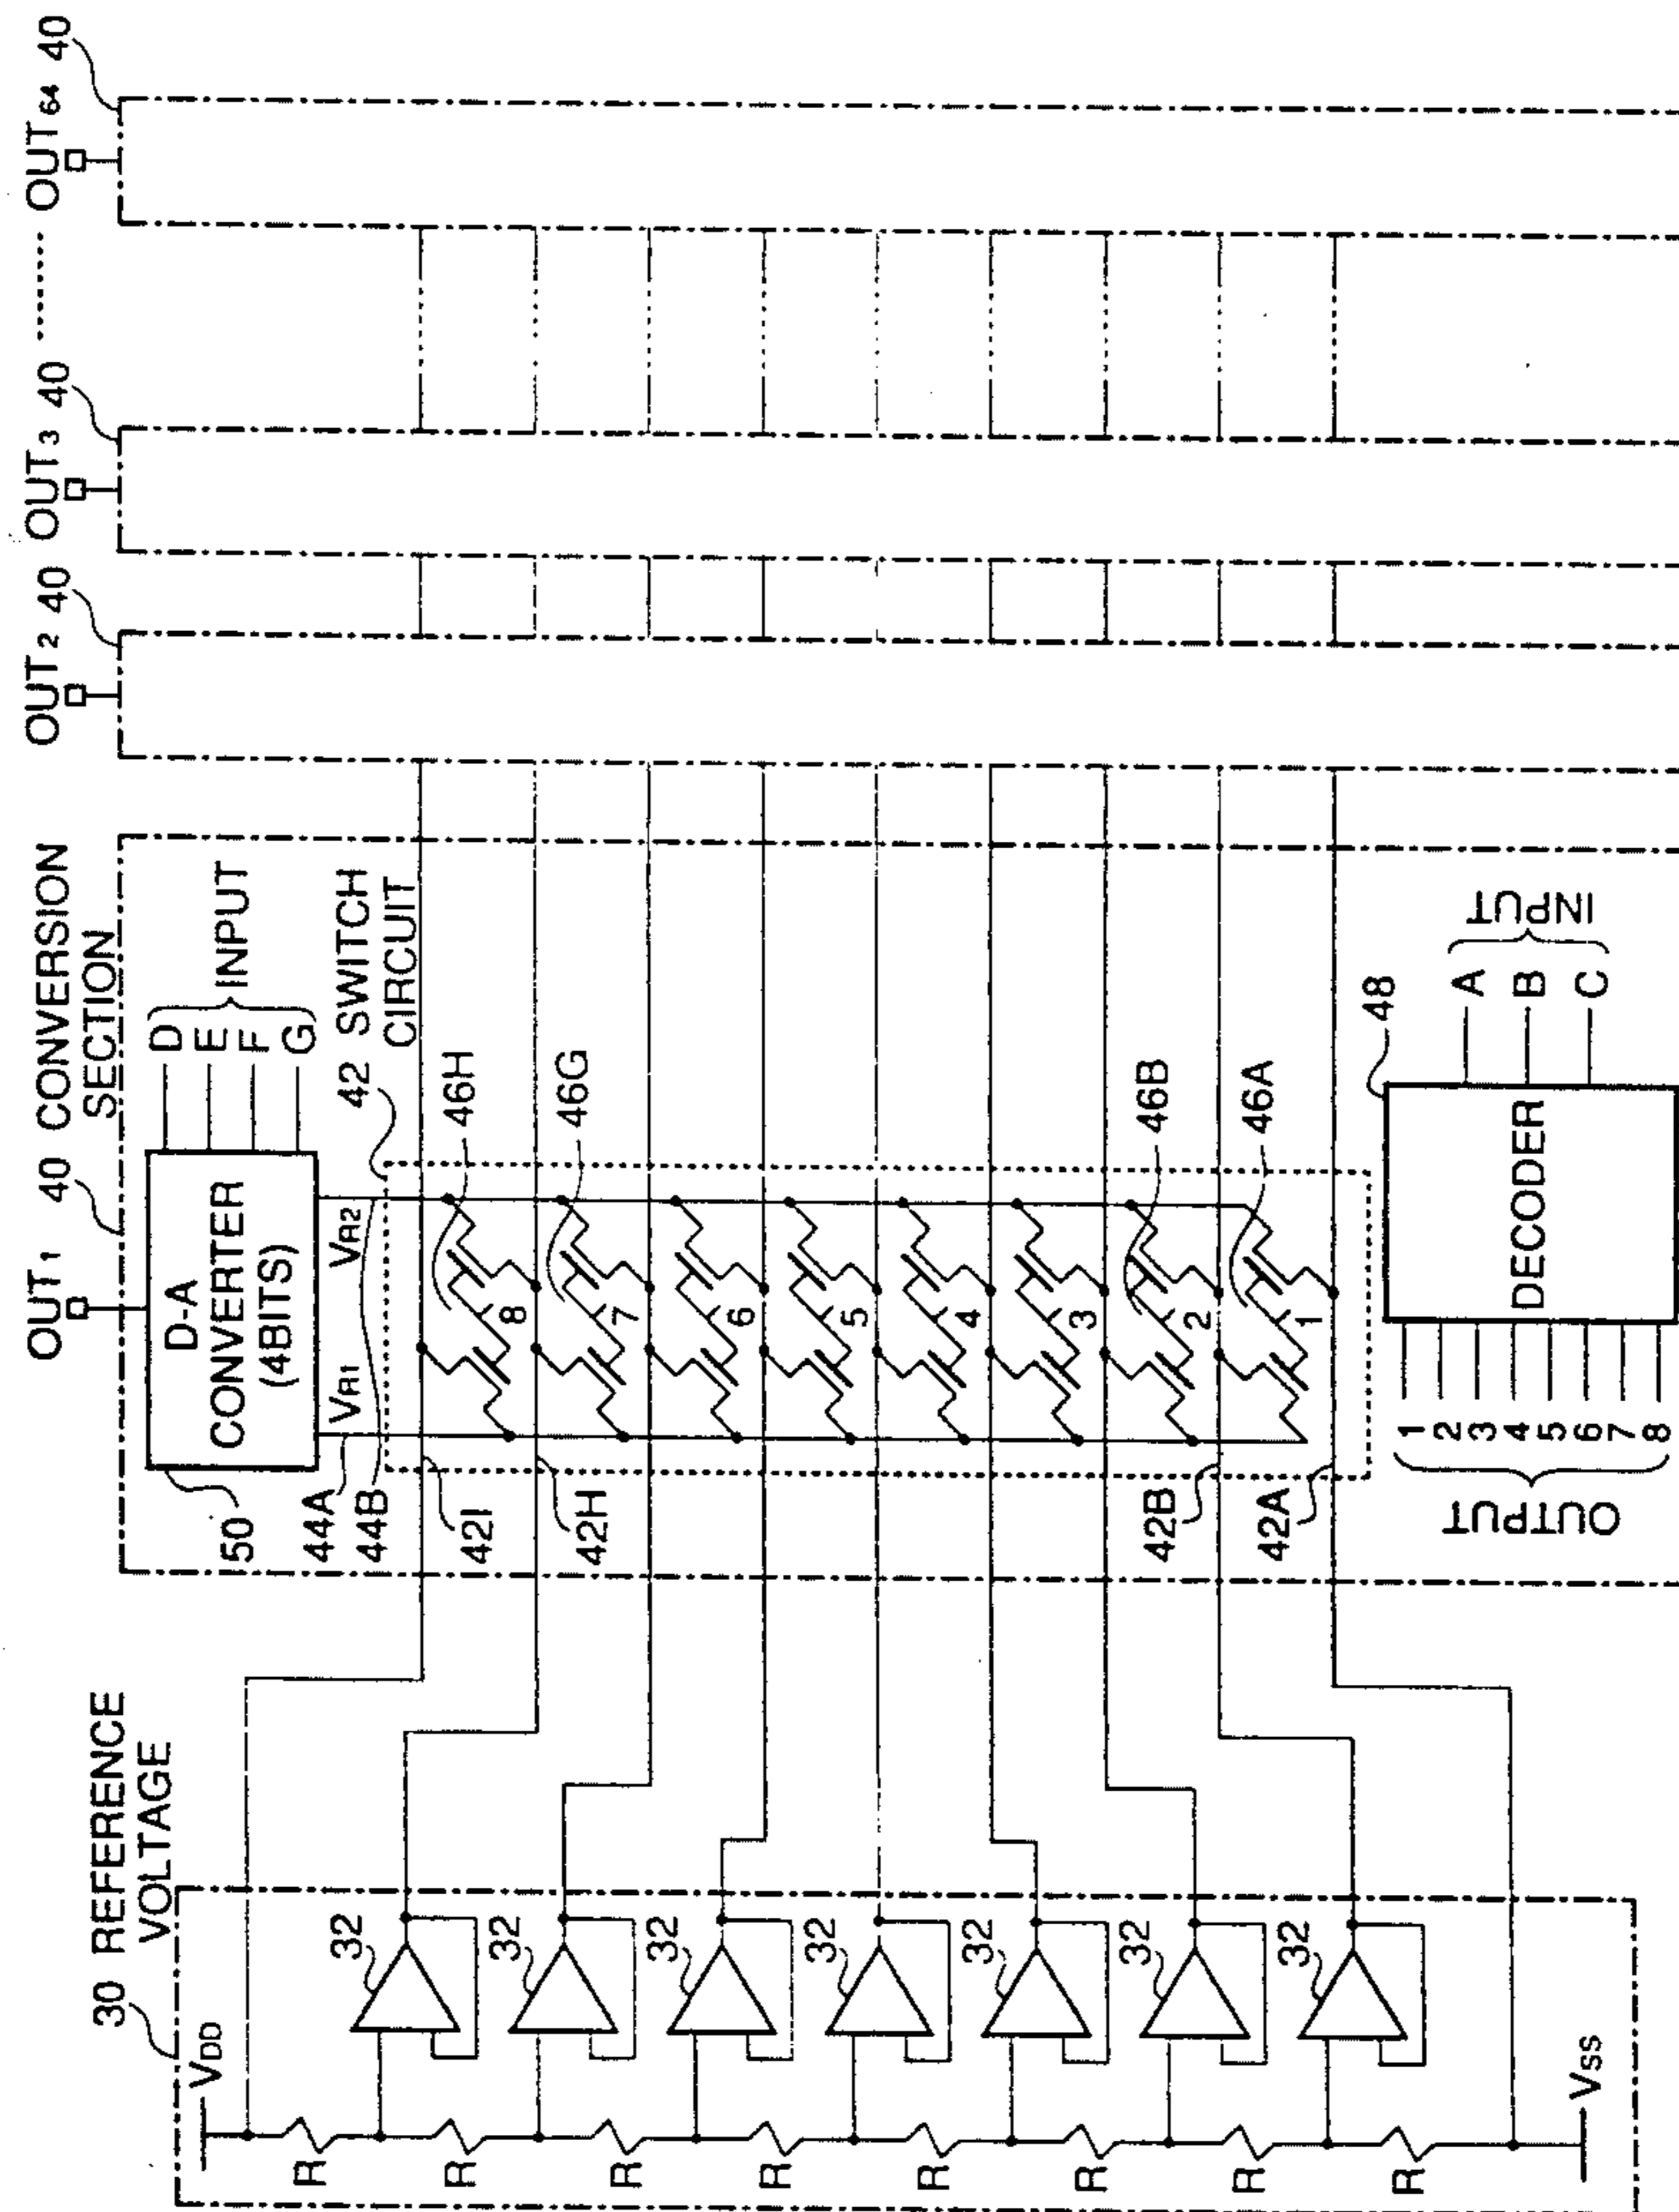 30 REFERENCE
VOLTAGE
VDD
R
R
R
R
R
R
R
R
VSS
32
32
32
32
32
32
32
OUT1
40 CONVERSION
SECTION
D-A
CONVERTER
(4BITS)
50
D
E
F
G
INPUT
VR1
VR2
44A
44B
42 SWITCH
CIRCUIT
42I
42H
42B
42A
46H
46G
46B
46A
8
7
6
5
4
3
2
1
DECODER
48
A
B
C
INPUT
1
2
3
4
5
6
7
8
OUTPUT
OUT2
40
OUT3
40
OUT64
40